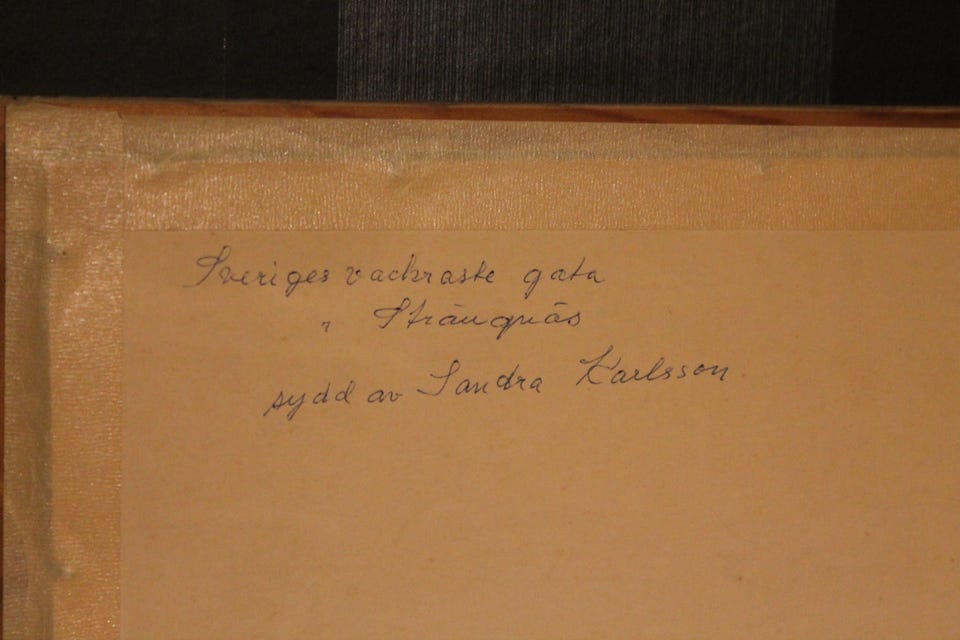 Sveriges vackraste gata
" Strängnäs
sydd av Sandra Karlsson